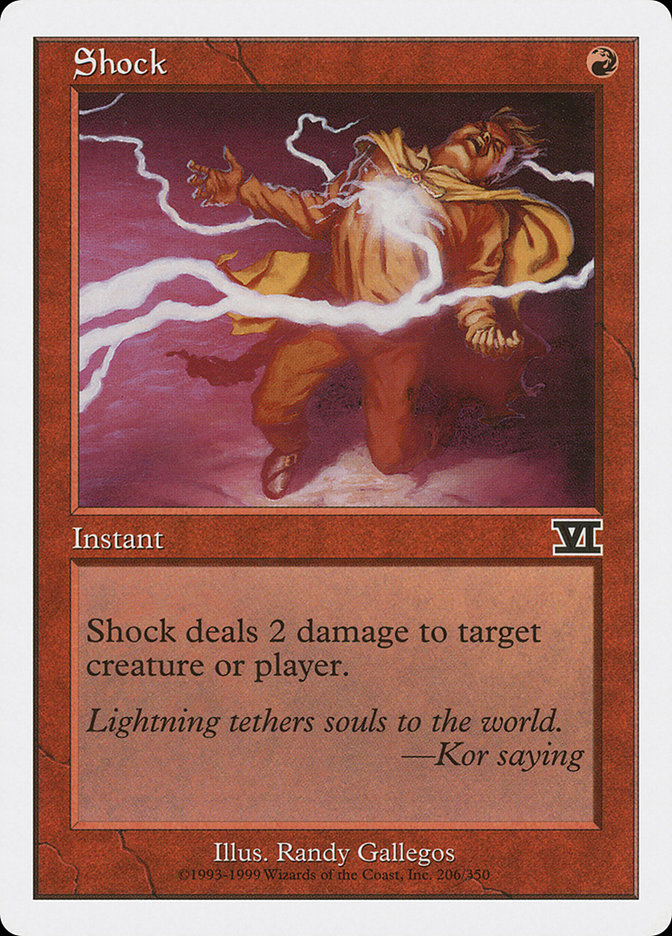 Shock
Instant
VI
Shock deals 2 damage to target
creature or player.
Lightning tethers souls to the world.
—Kor saying
Illus. Randy Gallegos
©1993-1999 Wizards of the Coast, Inc. 206/350